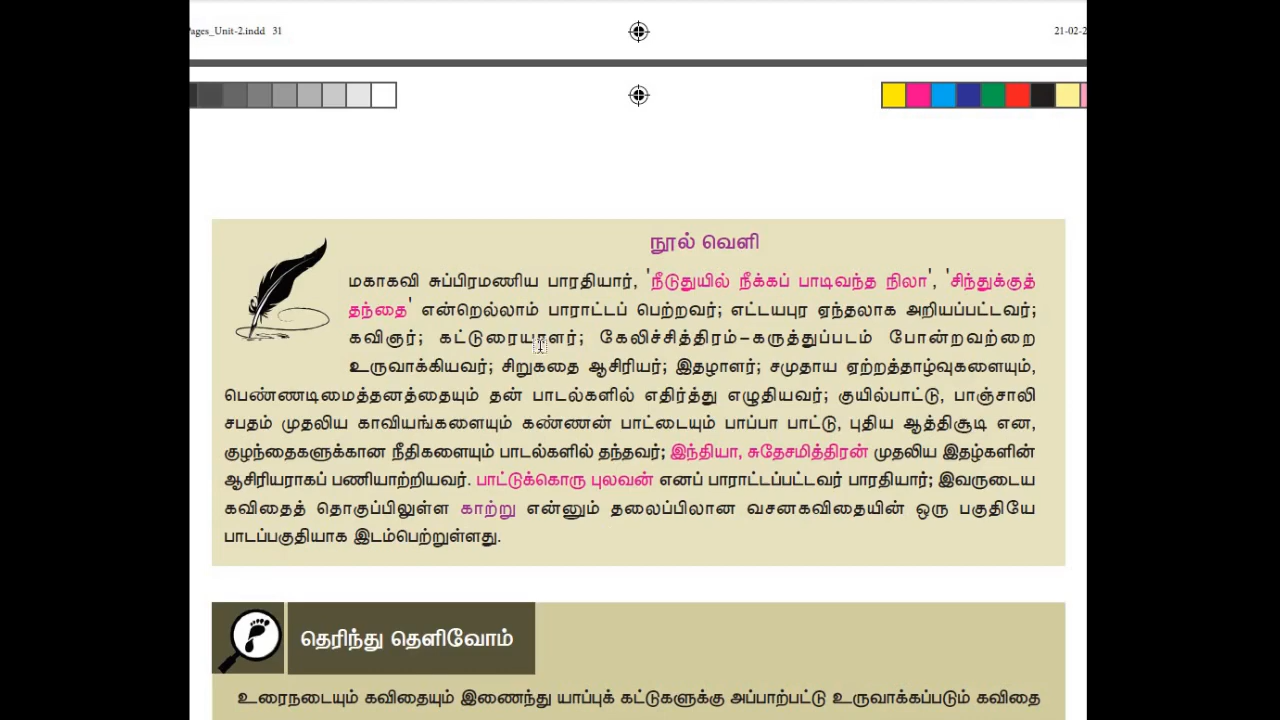 ages_Unit-2.indd 31
21-02-2
நூல் வெளி
மகாகவி சுப்பிரமணிய பாரதியார், 'நீடுதுயில் நீக்கப் பாடிவந்த நிலா', 'சிந்துக்குத்
தந்தை' என்றெல்லாம் பாராட்டப் பெற்றவர்; எட்டயபுர ஏந்தலாக அறியப்பட்டவர்;
கவிஞர்; கட்டுரையாளர்; கேலிச்சித்திரம்–கருத்துப்படம் போன்றவற்றை
உருவாக்கியவர்; சிறுகதை ஆசிரியர்; இதழாளர்; சமுதாய ஏற்றத்தாழ்வுகளையும்,
பெண்ணடிமைத்தனத்தையும் தன் பாடல்களில் எதிர்த்து எழுதியவர்; குயில்பாட்டு, பாஞ்சாலி
சபதம் முதலிய காவியங்களையும் கண்ணன் பாட்டையும் பாப்பா பாட்டு, புதிய ஆத்திசூடி என,
குழந்தைகளுக்கான நீதிகளையும் பாடல்களில் தந்தவர்; இந்தியா, சுதேசமித்திரன் முதலிய இதழ்களின்
ஆசிரியராகப் பணியாற்றியவர். பாட்டுக்கொரு புலவன் எனப் பாராட்டப்பட்டவர் பாரதியார்; இவருடைய
கவிதைத் தொகுப்பிலுள்ள காற்று என்னும் தலைப்பிலான வசனகவிதையின் ஒரு பகுதியே
பாடப்பகுதியாக இடம்பெற்றுள்ளது.
தெரிந்து தெளிவோம்
உரைநடையும் கவிதையும் இணைந்து யாப்புக் கட்டுகளுக்கு அப்பாற்பட்டு உருவாக்கப்படும் கவிதை